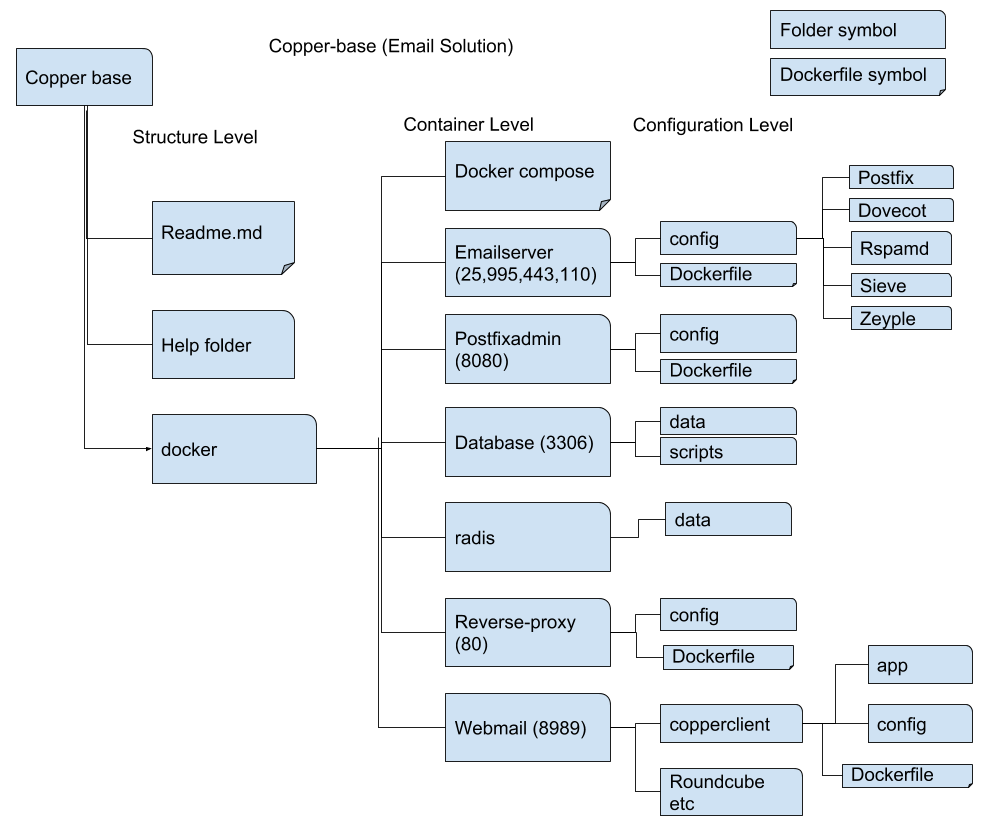 Copper-base (Email Solution)
Folder symbol
Dockerfile symbol
Copper base
Structure Level
Container Level
Configuration Level
Readme.md
Help folder
docker
Docker compose
Emailserver
(25,995,443,110)
config
Dockerfile
Postfix
Dovecot
Rspamd
Sieve
Zeyple
Postfixadmin
(8080)
config
Dockerfile
Database (3306)
data
scripts
radis
data
Reverse-proxy
(80)
config
Dockerfile
Webmail (8989)
copperclient
app
config
Dockerfile
Roundcube
etc